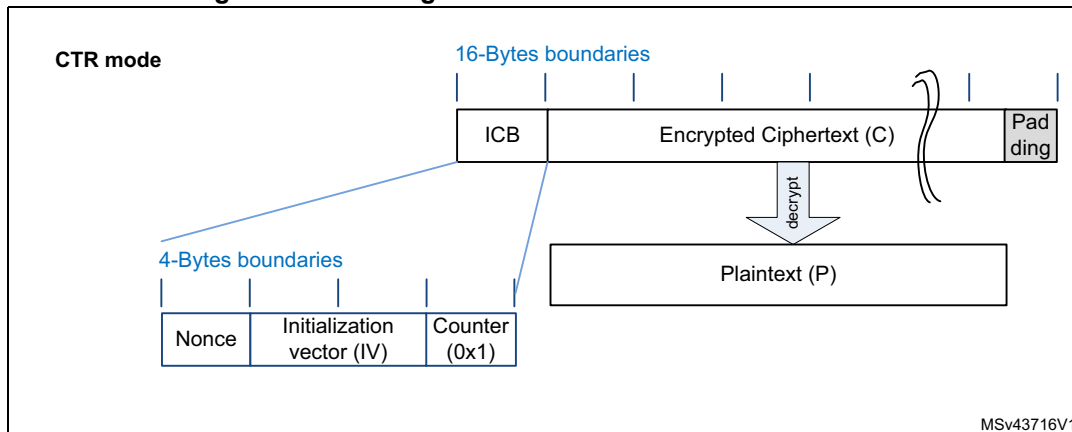 CTR mode
16-Bytes boundaries
ICB
Encrypted Ciphertext (C)
Pad
ding
decrypt
4-Bytes boundaries
Plaintext (P)
Nonce
Initialization
vector (IV)
Counter
(0x1)
MSv43716V1